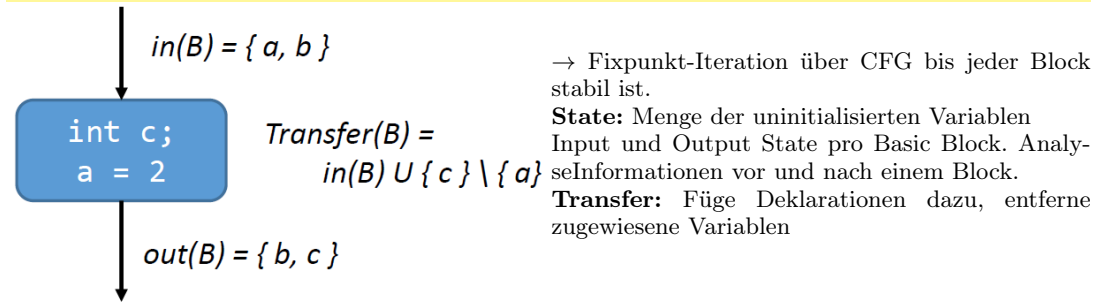 in(B) = { a, b }
int c;
a = 2
Transfer(B) =
in(B) U { c } \ { a}
out(B) = { b, c }
→ Fixpunkt-Iteration über CFG bis jeder Block
stabil ist.
State: Menge der uninitialisierten Variablen
Input und Output State pro Basic Block. Analy-
seInformationen vor und nach einem Block.
Transfer: Füge Deklarationen dazu, entferne
zugewiesene Variablen